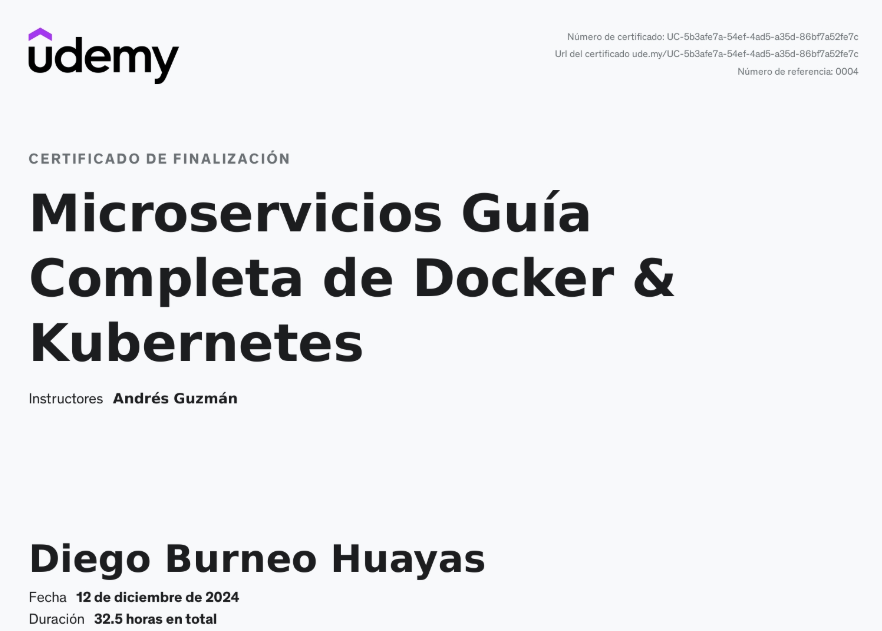 udemy
Número de certificado: UC-5b3afe7a-54ef-4ad5-a35d-86bf7a52fe7c
Url del certificado ude.my/UC-5b3afe7a-54ef-4ad5-a35d-86bf7a52fe7c
Número de referencia: 0004
CERTIFICADO DE FINALIZACIÓN
Microservicios Guía
Completa de Docker &
Kubernetes
Instructores Andrés Guzmán
Diego Burneo Huayas
Fecha 12 de diciembre de 2024
Duración 32.5 horas en total